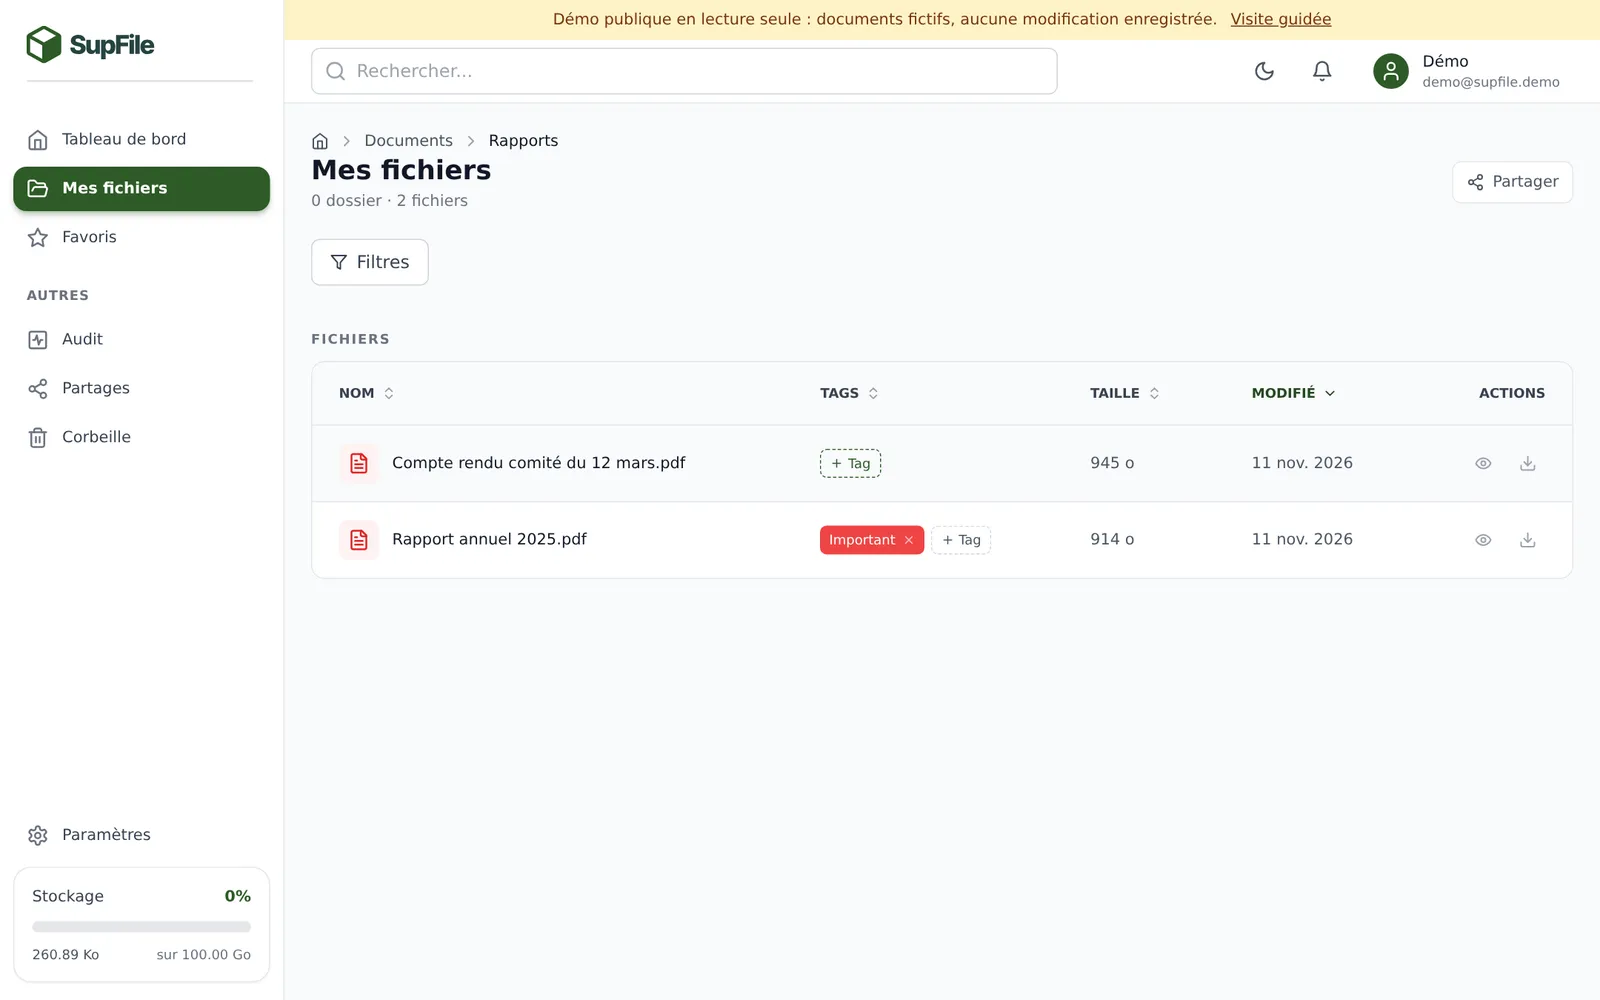 Démo publique en lecture seule : documents fictifs, aucune modification enregistrée. Visite guidée
SupFile
Rechercher...
Démo
demo@supfile.demo
Tableau de bord
Mes fichiers
Favoris
AUTRES
Audit
Partages
Corbeille
Paramètres
Stockage 0%
260.89 Ko sur 100.00 Go
Documents Rapports
Mes fichiers
0 dossier · 2 fichiers
Partager
Filtres
FICHIERS
NOM TAGS TAILLE MODIFIÉ ACTIONS
Compte rendu comité du 12 mars.pdf + Tag 945 o 11 nov. 2026
Rapport annuel 2025.pdf Important × + Tag 914 o 11 nov. 2026